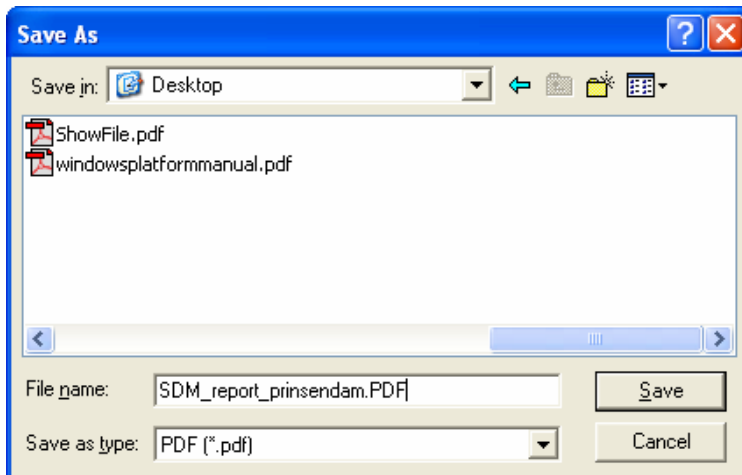 Save As
Save in: Desktop
ShowFile.pdf
windowsplatformmanual.pdf
File name: SDM_report_prinsendam.PDF Save
Save as type: PDF (*.pdf) Cancel